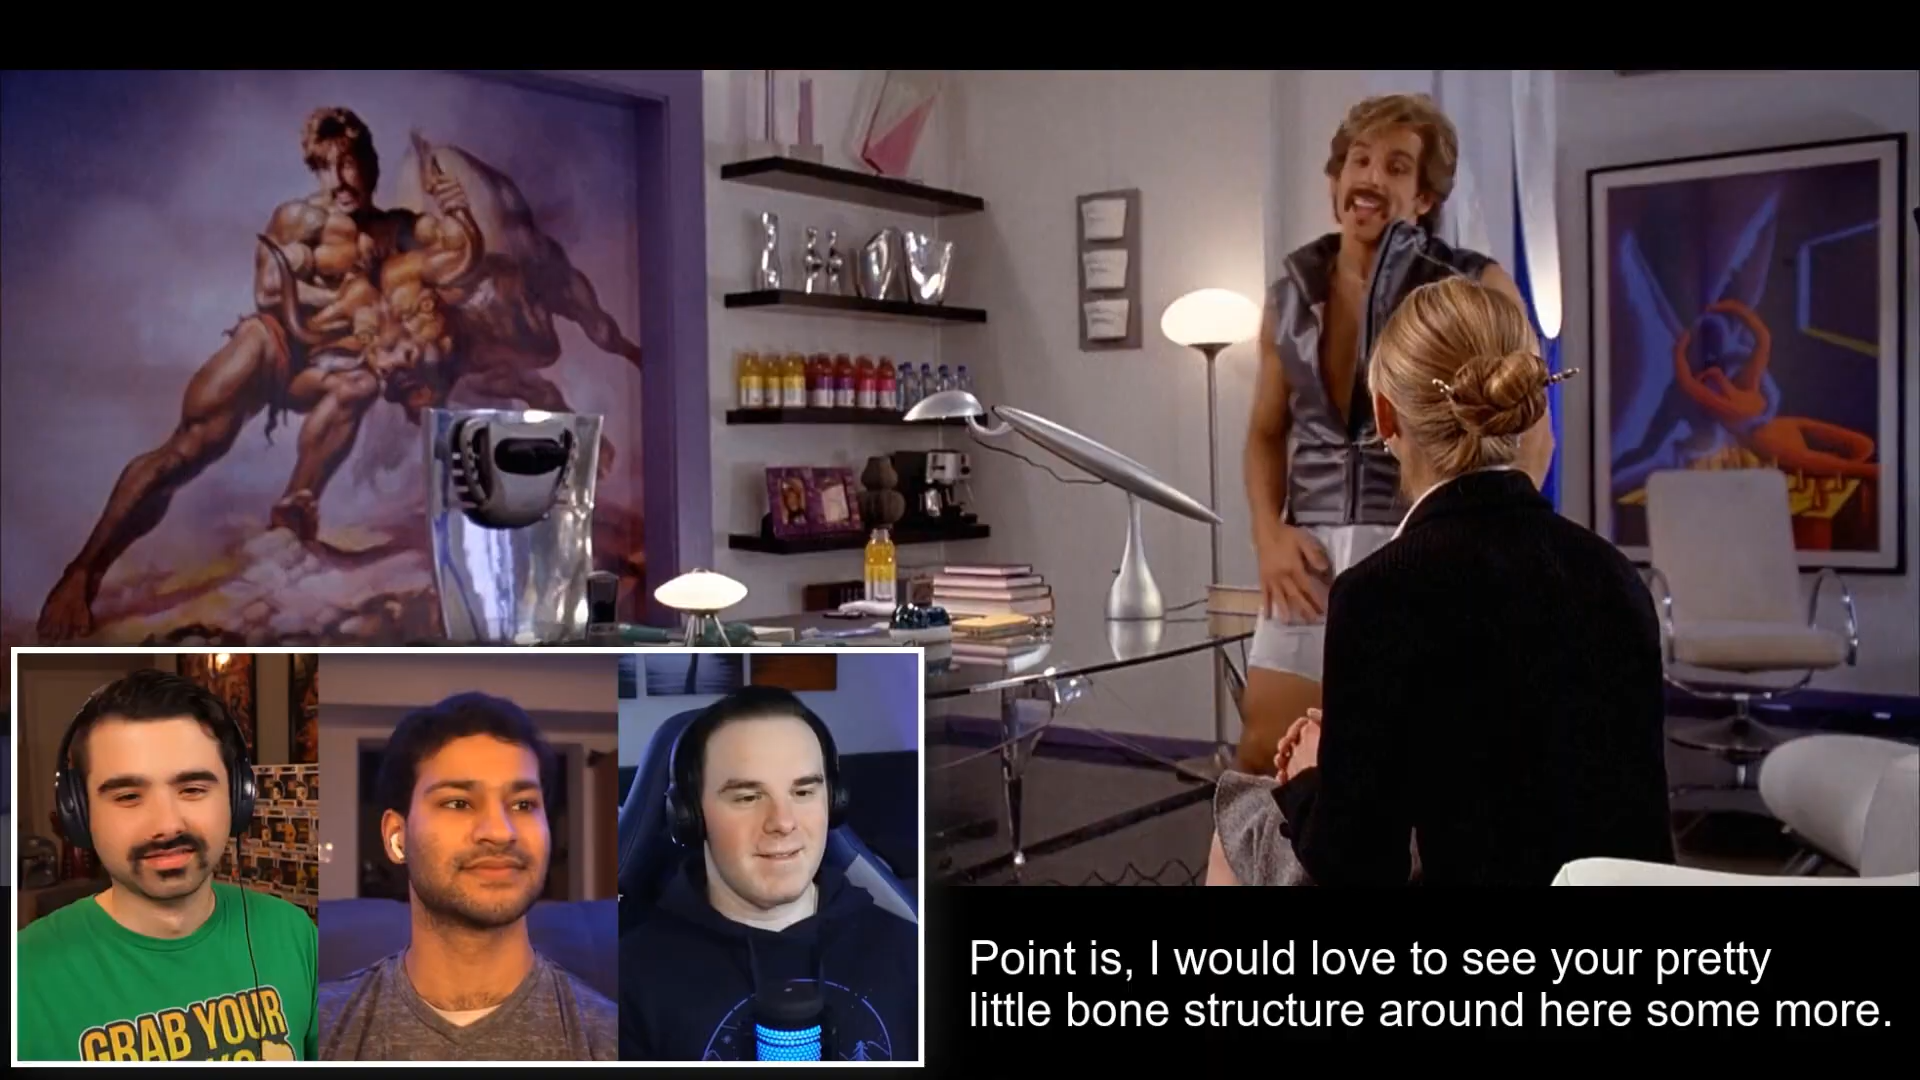 GRAB YOUR
Point is, I would love to see your pretty
little bone structure around here some more.